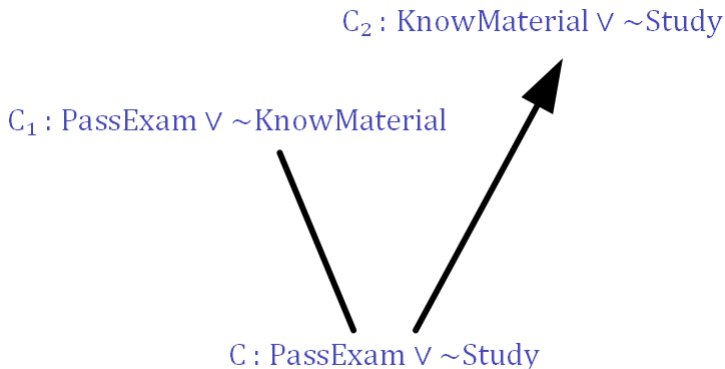 C₂ : KnowMaterial ∨ ~Study
C₁ : PassExam ∨ ~KnowMaterial
C : PassExam ∨ ~Study